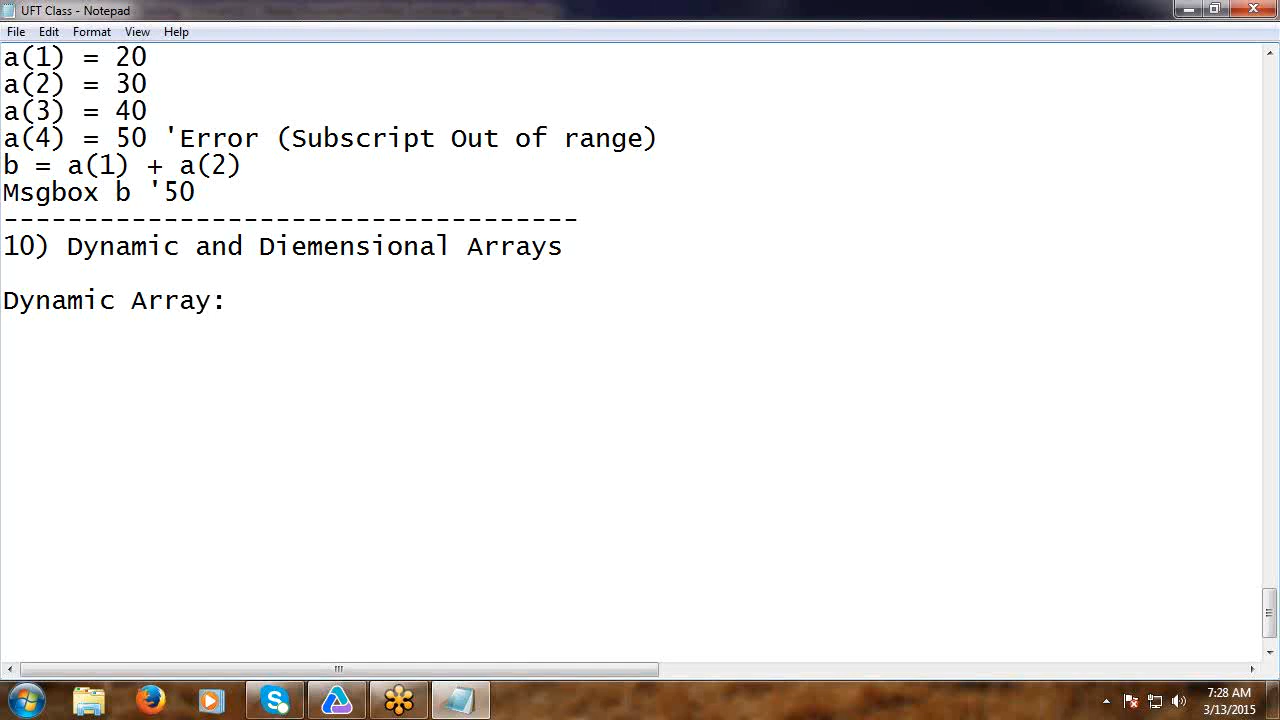 UFT Class - Notepad
File Edit Format View Help
a(1) = 20
a(2) = 30
a(3) = 40
a(4) = 50 'Error (Subscript Out of range)
b = a(1) + a(2)
Msgbox b '50
------------------------------------
10) Dynamic and Diemensional Arrays
Dynamic Array:
7:28 AM
3/13/2015